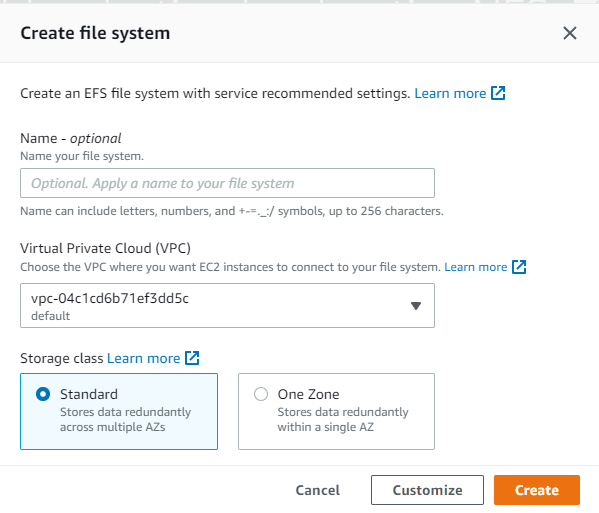 Create file system
Create an EFS file system with service recommended settings. Learn more
Name - optional
Name your file system.
Optional. Apply a name to your file system
Name can include letters, numbers, and +-=._:/ symbols, up to 256 characters.
Virtual Private Cloud (VPC)
Choose the VPC where you want EC2 instances to connect to your file system. Learn more
vpc-04c1cd6b71ef3dd5c
default
Storage class Learn more
Standard
Stores data redundantly
across multiple AZs
One Zone
Stores data redundantly
within a single AZ
Cancel Customize Create